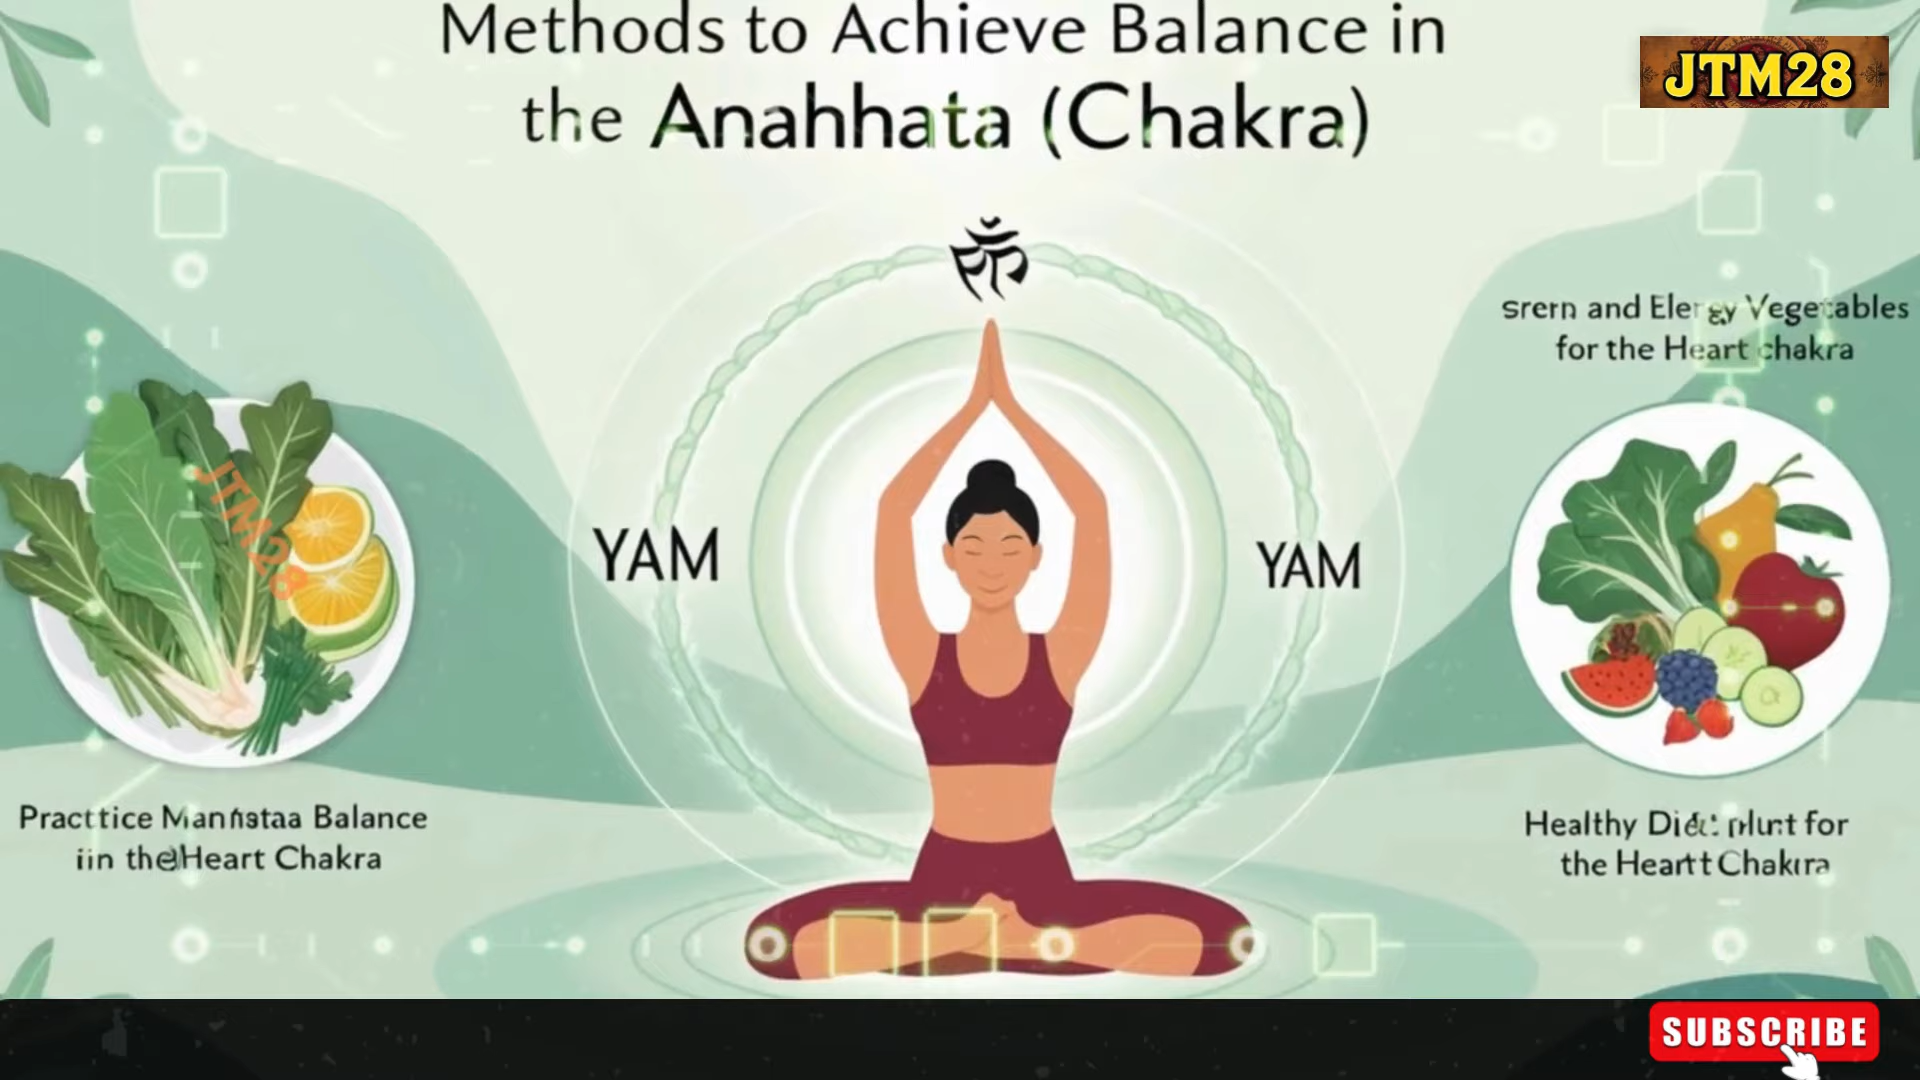 Methods to Achieve Balance in
the Anahhata (Chakra)
JTM28
srern and Elergy Vegetables
for the Heart chakra
YAM
YAM
JTM28
Practtice Balance
iin the Heart Chakra
Healthy for
the Heartt Chakra
SUBSCRIBE